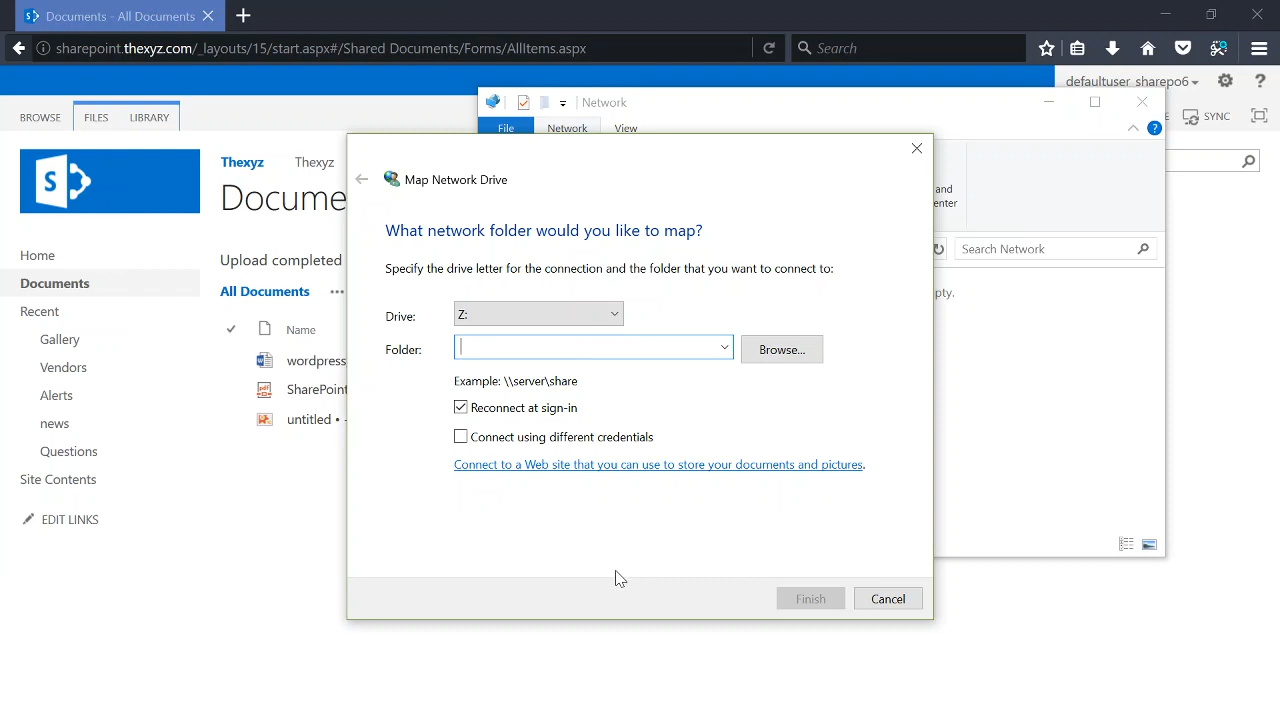 Documents - All Documents
sharepoint.thexyz.com/_layouts/15/start.aspx#/Shared Documents/Forms/AllItems.aspx
Search
defaultuser_sharepo6
BROWSE
FILES
LIBRARY
SYNC
Network
File
Network
View
Search Network
S
Thexyz
Thexyz
Docume
Home
Documents
Recent
Gallery
Vendors
Alerts
news
Questions
Site Contents
EDIT LINKS
Upload completed
All Documents
Name
wordpress
SharePoint
untitled
Map Network Drive
What network folder would you like to map?
Specify the drive letter for the connection and the folder that you want to connect to:
Drive:
Z:
Folder:
Browse...
Example: \\server\share
Reconnect at sign-in
Connect using different credentials
Connect to a Web site that you can use to store your documents and pictures.
Finish
Cancel